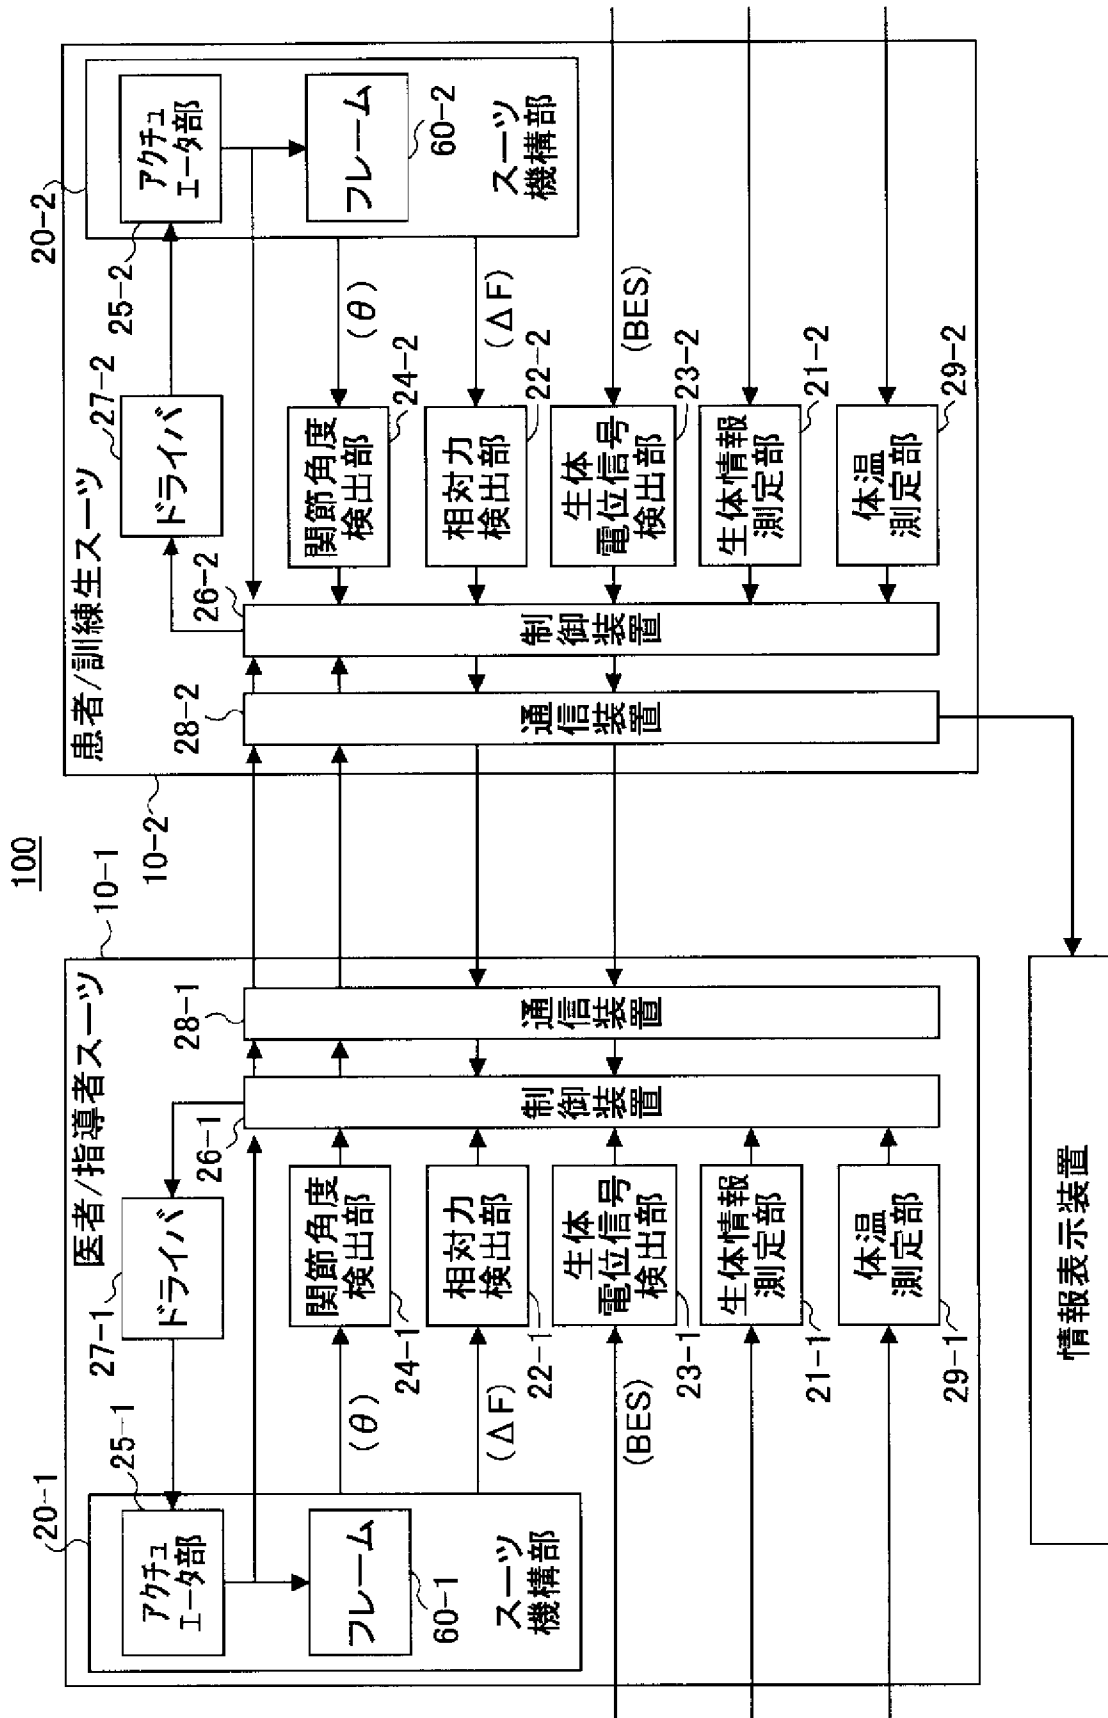 100
医者/指導者スーツ
10-1
20-1
アクチュ
エータ部
25-1
フレーム
60-1
スーツ
機構部
27-1
ドライバ
(θ)
(ΔF)
(BES)
関節角度
検出部
24-1
相対力
検出部
22-1
生体
電位信号
検出部
23-1
生体情報
測定部
21-1
体温
測定部
29-1
26-1
制御装置
28-1
通信装置
患者/訓練生スーツ
10-2
28-2
通信装置
26-2
制御装置
27-2
ドライバ
関節角度
検出部
24-2
相対力
検出部
22-2
生体
電位信号
検出部
23-2
生体情報
測定部
21-2
体温
測定部
29-2
(θ)
(ΔF)
(BES)
20-2
アクチュ
エータ部
25-2
フレーム
60-2
スーツ
機構部
情報表示装置